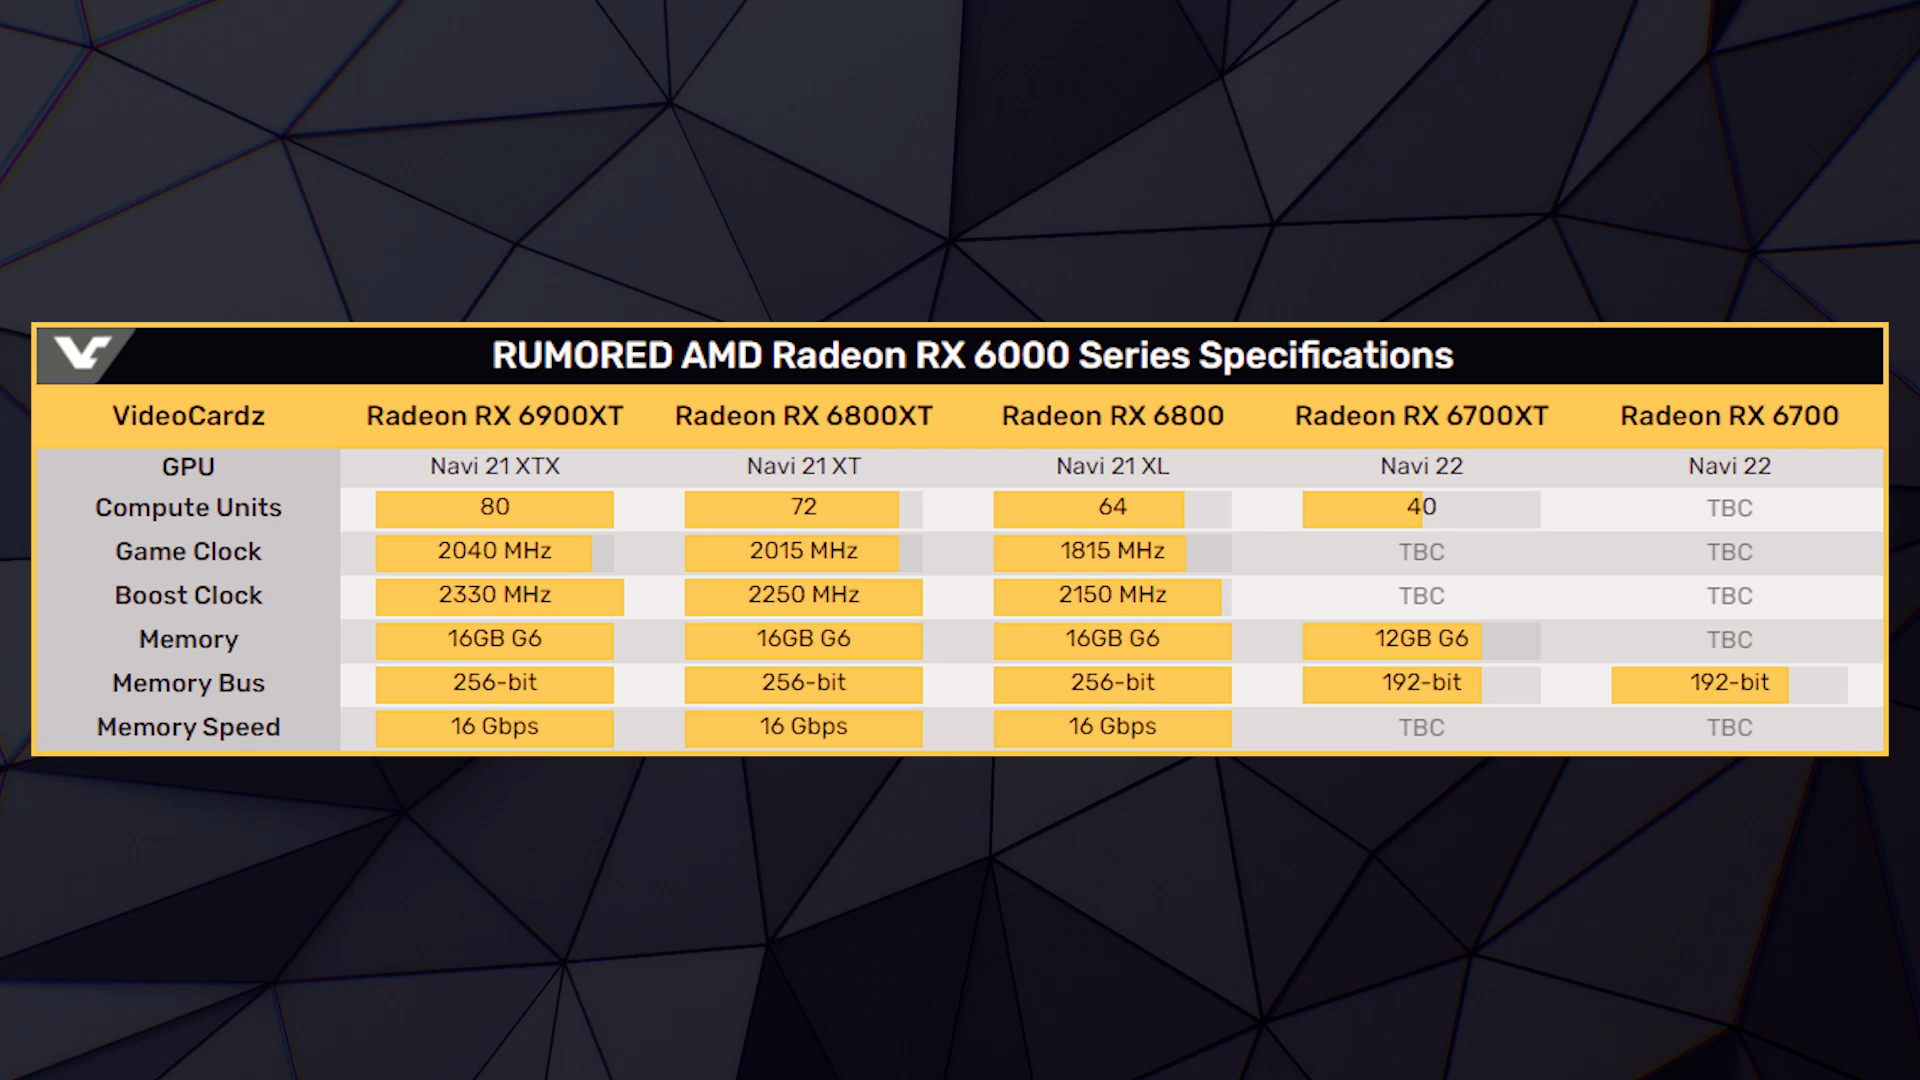 RUMORED AMD Radeon RX 6000 Series Specifications
VideoCardz Radeon RX 6900XT Radeon RX 6800XT Radeon RX 6800 Radeon RX 6700XT Radeon RX 6700
GPU Navi 21 XTX Navi 21 XT Navi 21 XL Navi 22 Navi 22
Compute Units 80 72 64 40 TBC
Game Clock 2040 MHz 2015 MHz 1815 MHz TBC TBC
Boost Clock 2330 MHz 2250 MHz 2150 MHz TBC TBC
Memory 16GB G6 16GB G6 16GB G6 12GB G6 TBC
Memory Bus 256-bit 256-bit 256-bit 192-bit 192-bit
Memory Speed 16 Gbps 16 Gbps 16 Gbps TBC TBC